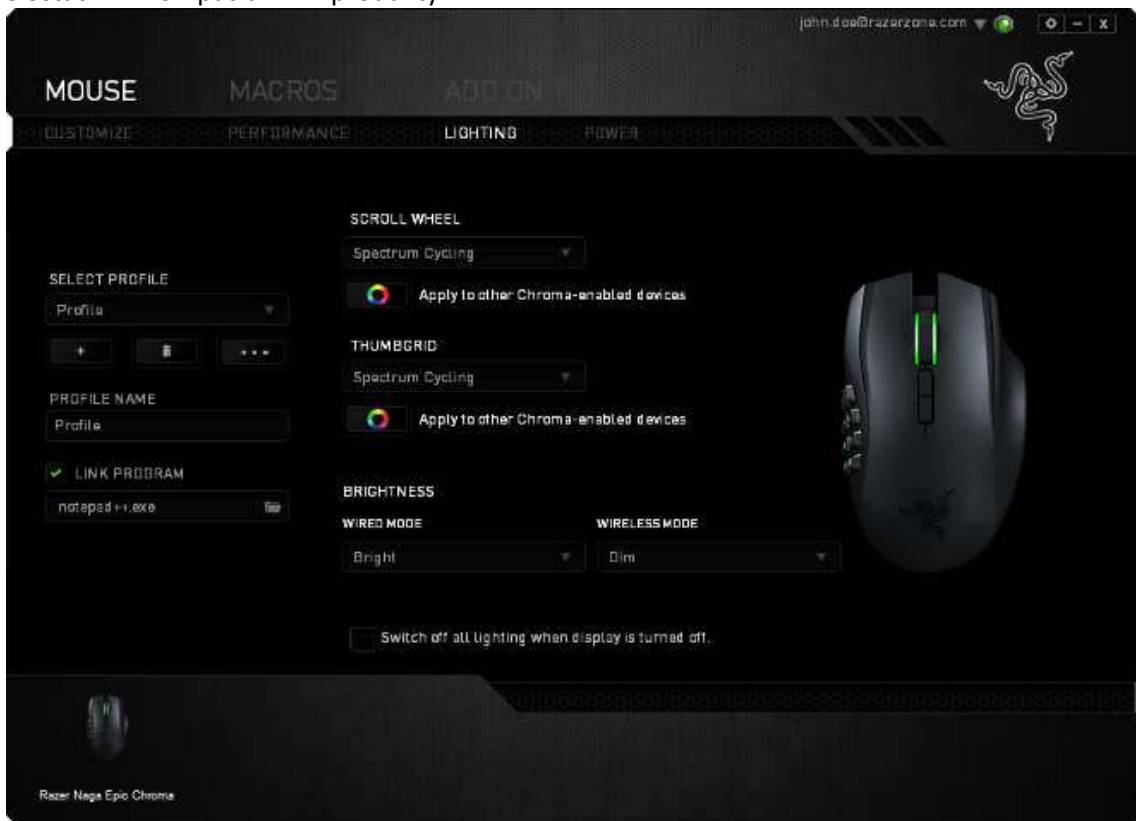 john.doe@razerzone.com
MOUSE MACROS ADD-ON
CUSTOMIZE PERFORMANCE LIGHTING POWER
SCROLL WHEEL
Spectrum Cycling
Apply to other Chroma-enabled devices
SELECT PROFILE
Profile
THUMBGRID
Spectrum Cycling
Apply to other Chroma-enabled devices
PROFILE NAME
Profile
LINK PROGRAM
notepad++.exe
BRIGHTNESS
WIRED MODE WIRELESS MODE
Bright Dim
Switch off all lighting when display is turned off.
Razer Naga Epic Chroma